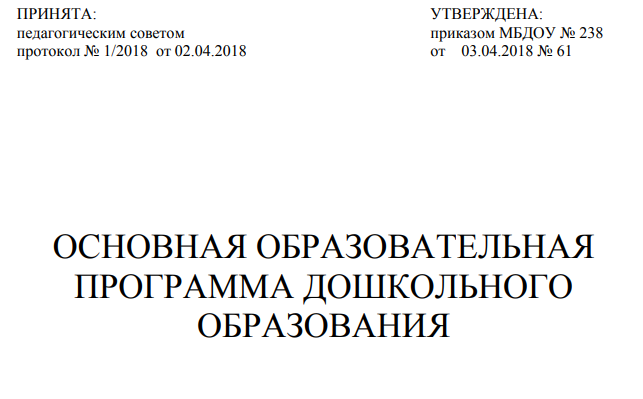 ПРИНЯТА:
педагогическим советом
протокол № 1/2018 от 02.04.2018
УТВЕРЖДЕНА:
приказом МБДОУ № 238
от 03.04.2018 № 61
ОСНОВНАЯ ОБРАЗОВАТЕЛЬНАЯ
ПРОГРАММА ДОШКОЛЬНОГО
ОБРАЗОВАНИЯ